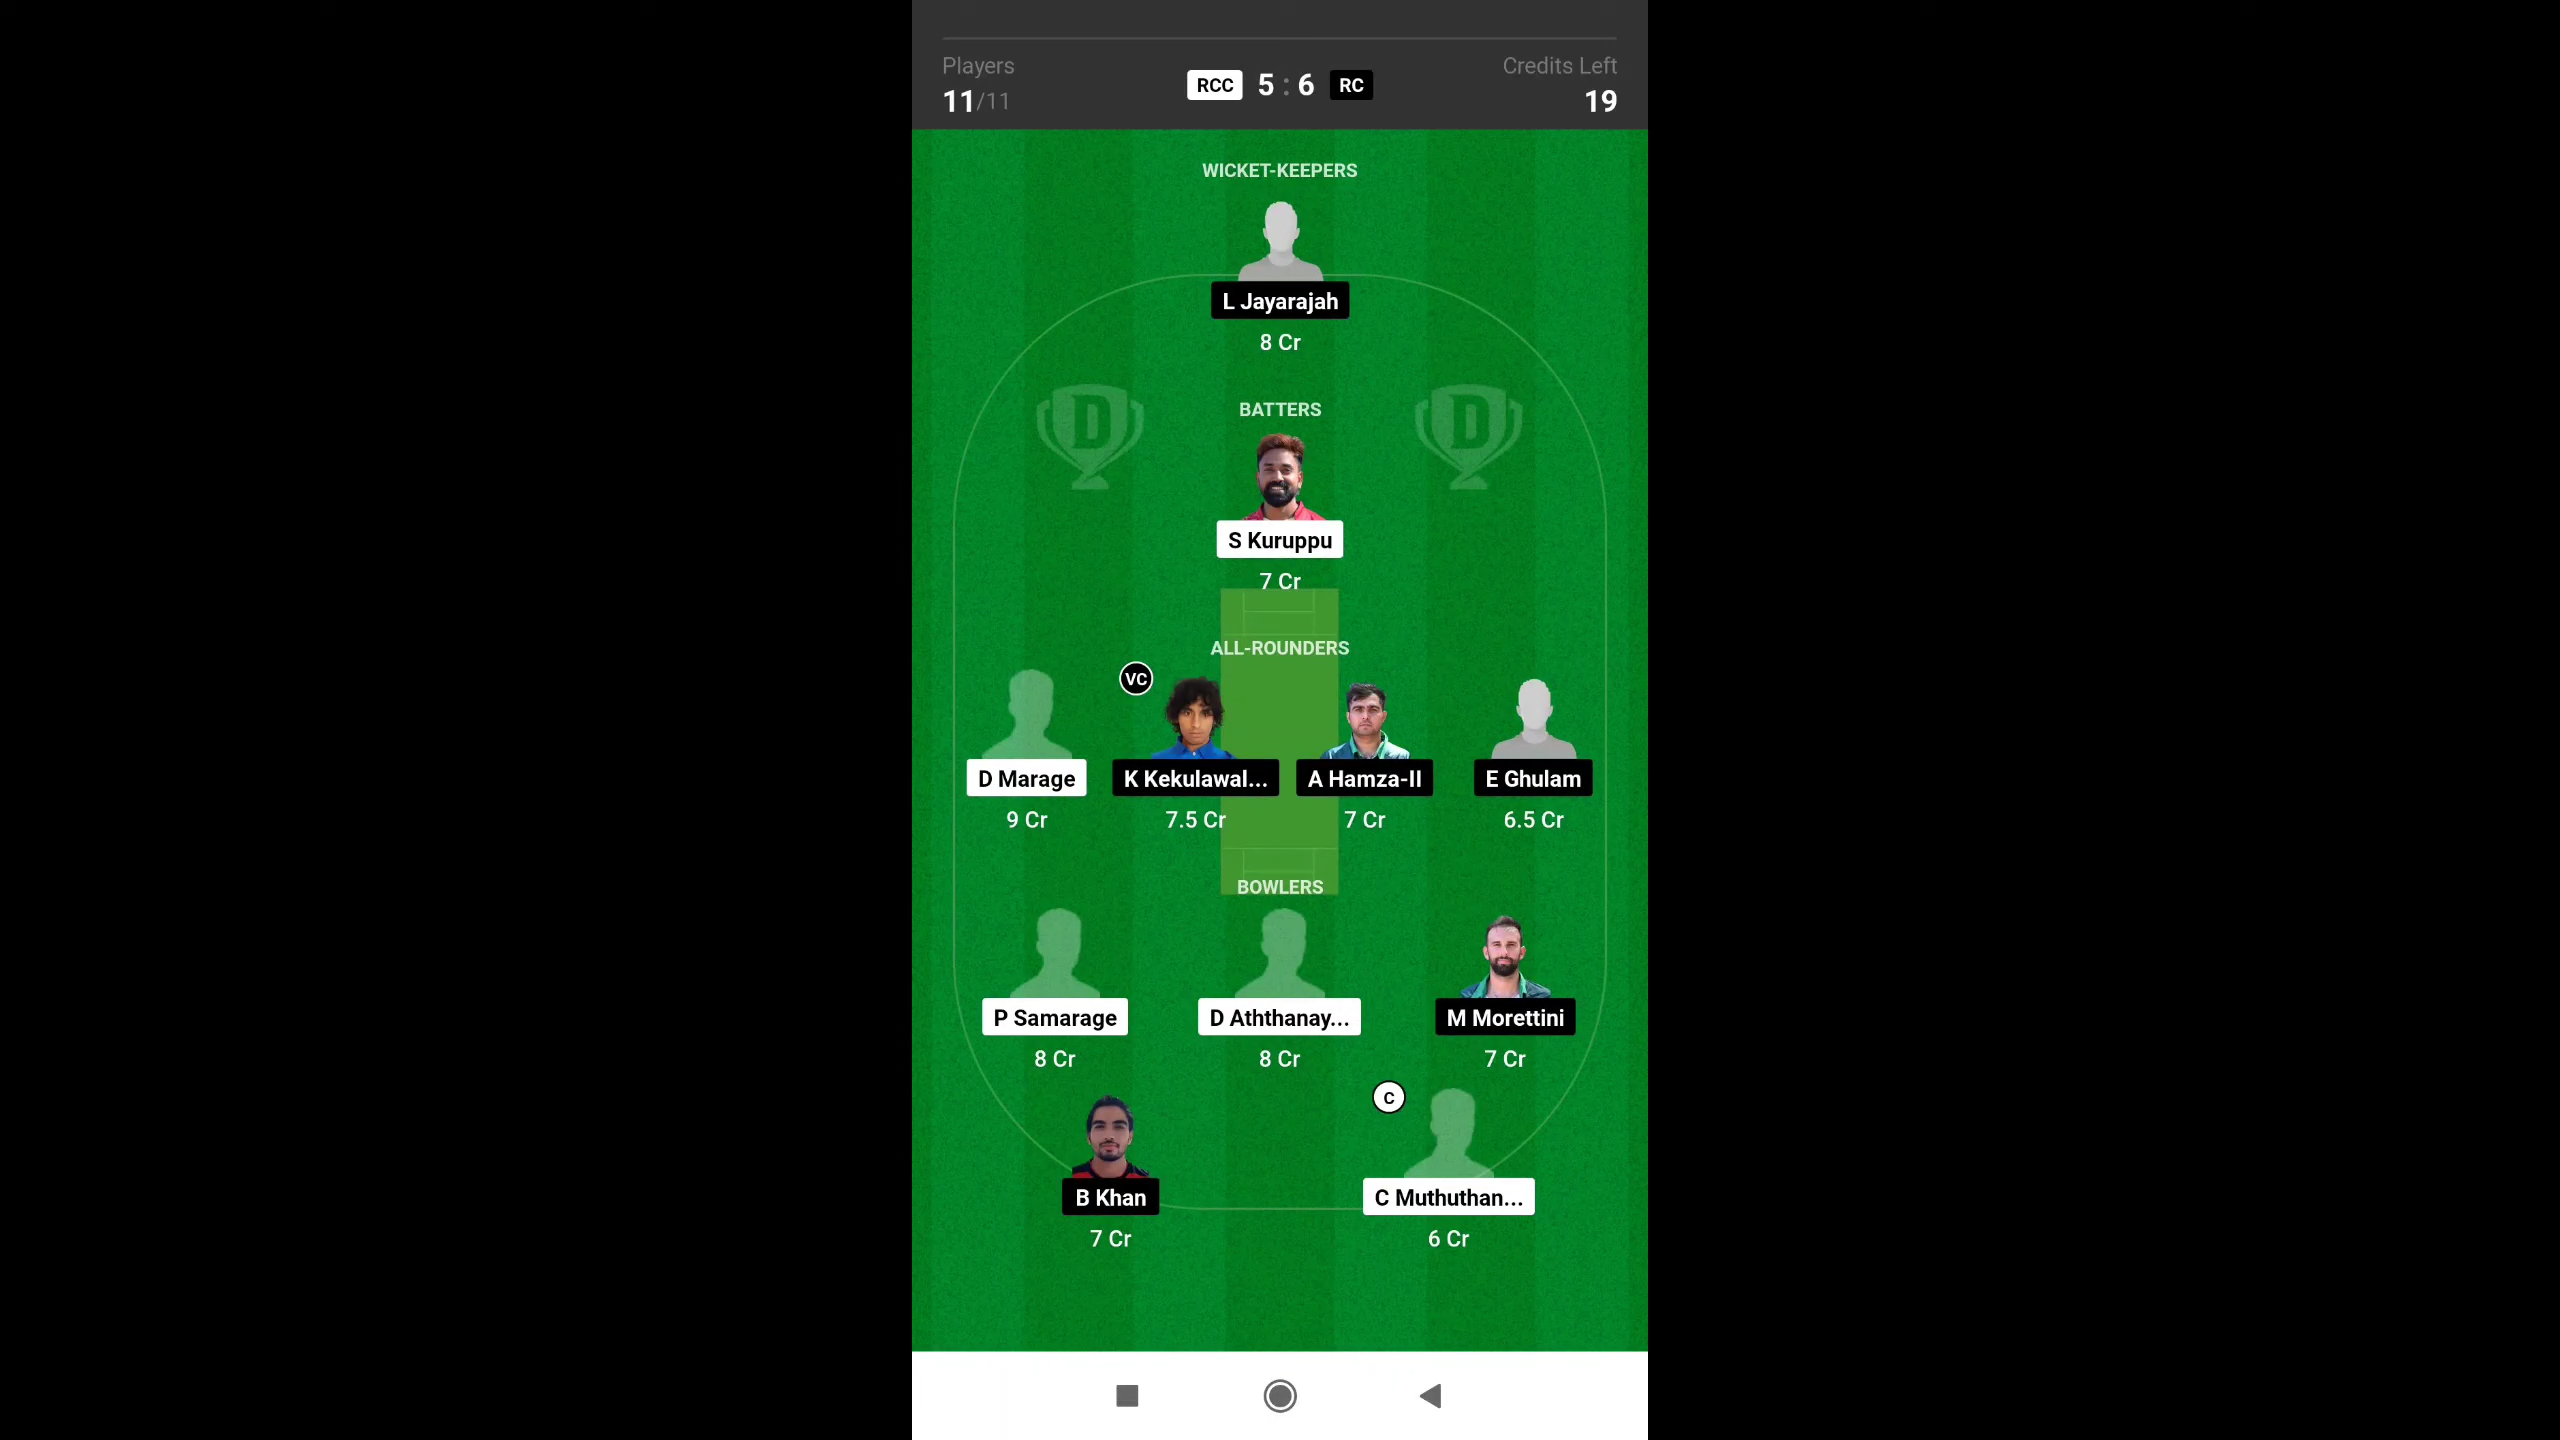 Players
11/11
RCC 5 : 6 RC
Credits Left
19
WICKET-KEEPERS
L Jayarajah
8 Cr
D
D
BATTERS
S Kuruppu
7 Cr
ALL-ROUNDERS
VC
D Marage
K Kekulawal...
A Hamza-II
E Ghulam
9 Cr
7.5 Cr
7 Cr
6.5 Cr
BOWLERS
P Samarage
D Aththanay...
M Morettini
8 Cr
8 Cr
7 Cr
C
B Khan
C Muthuthan...
7 Cr
6 Cr